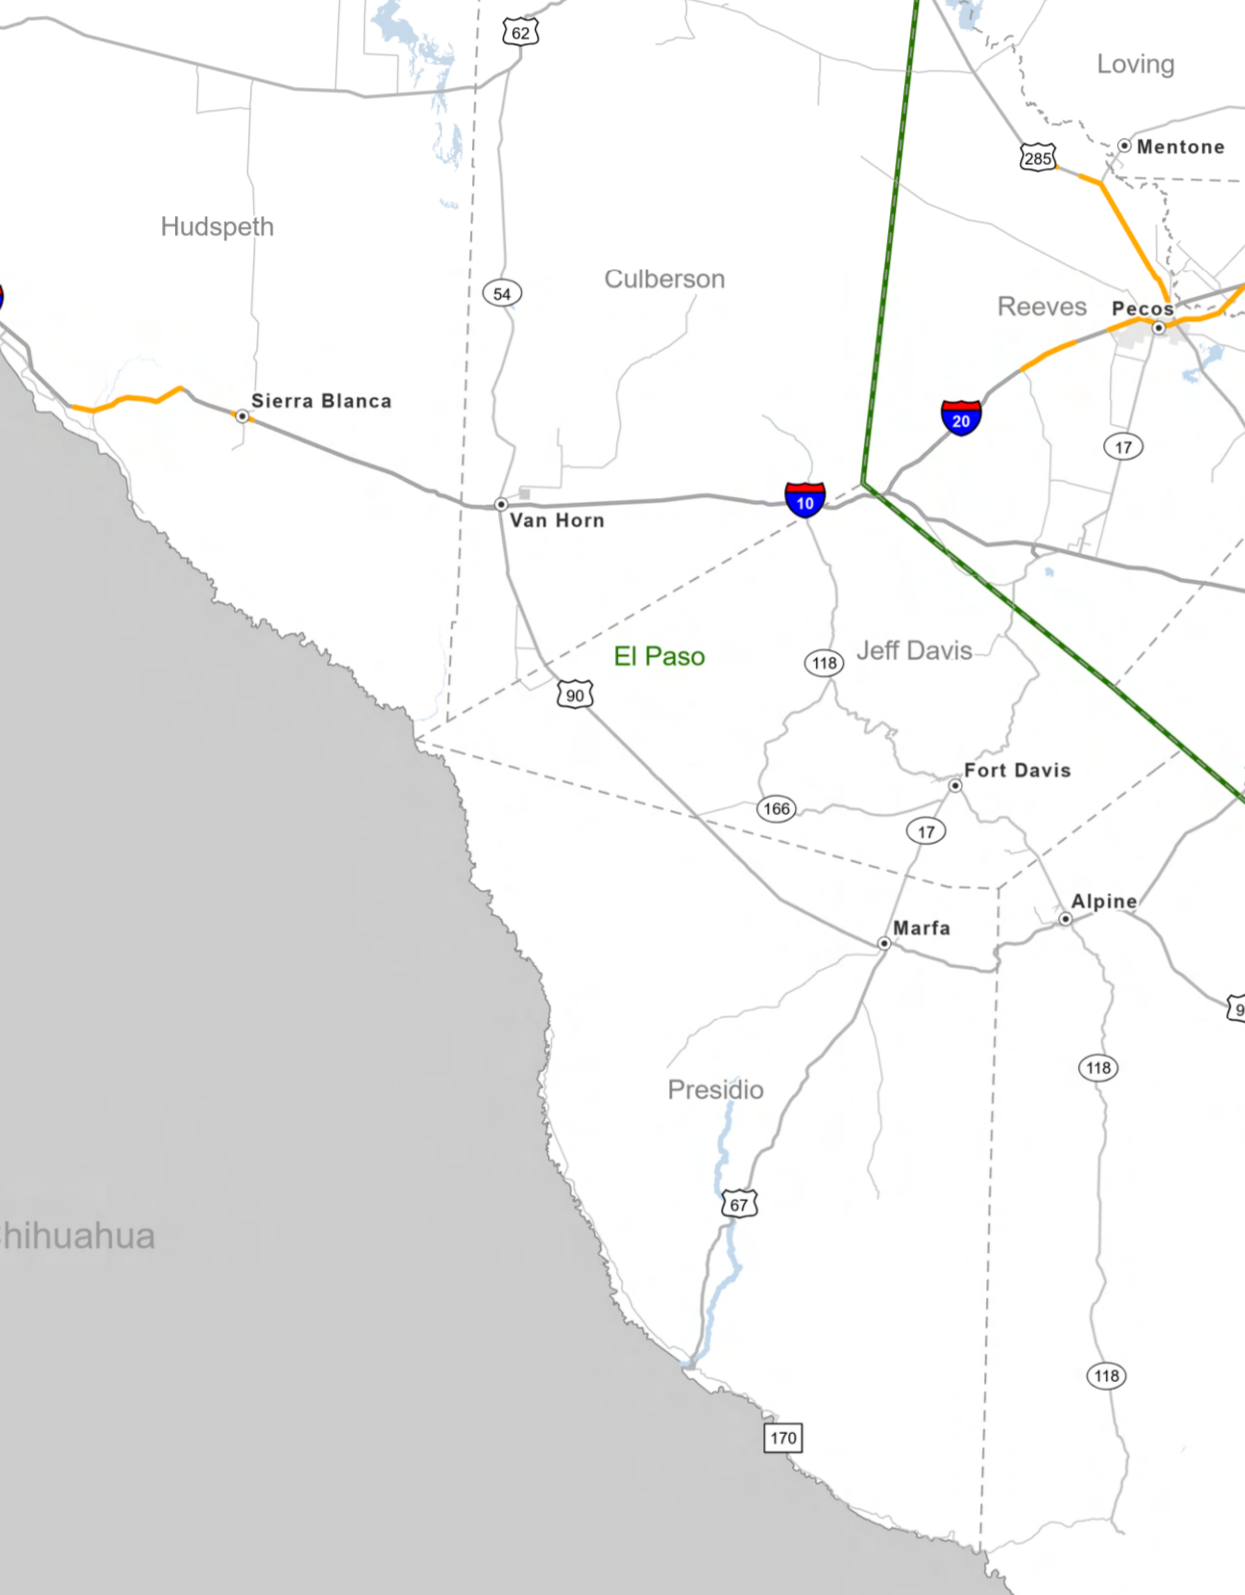 62
Loving
285
Mentone
Hudspeth
54
Culberson
Reeves
Pecos
Sierra Blanca
20
17
10
Van Horn
El Paso
118
Jeff Davis
90
Fort Davis
166
17
Alpine
Marfa
9
118
Presidio
67
hihuahua
118
170